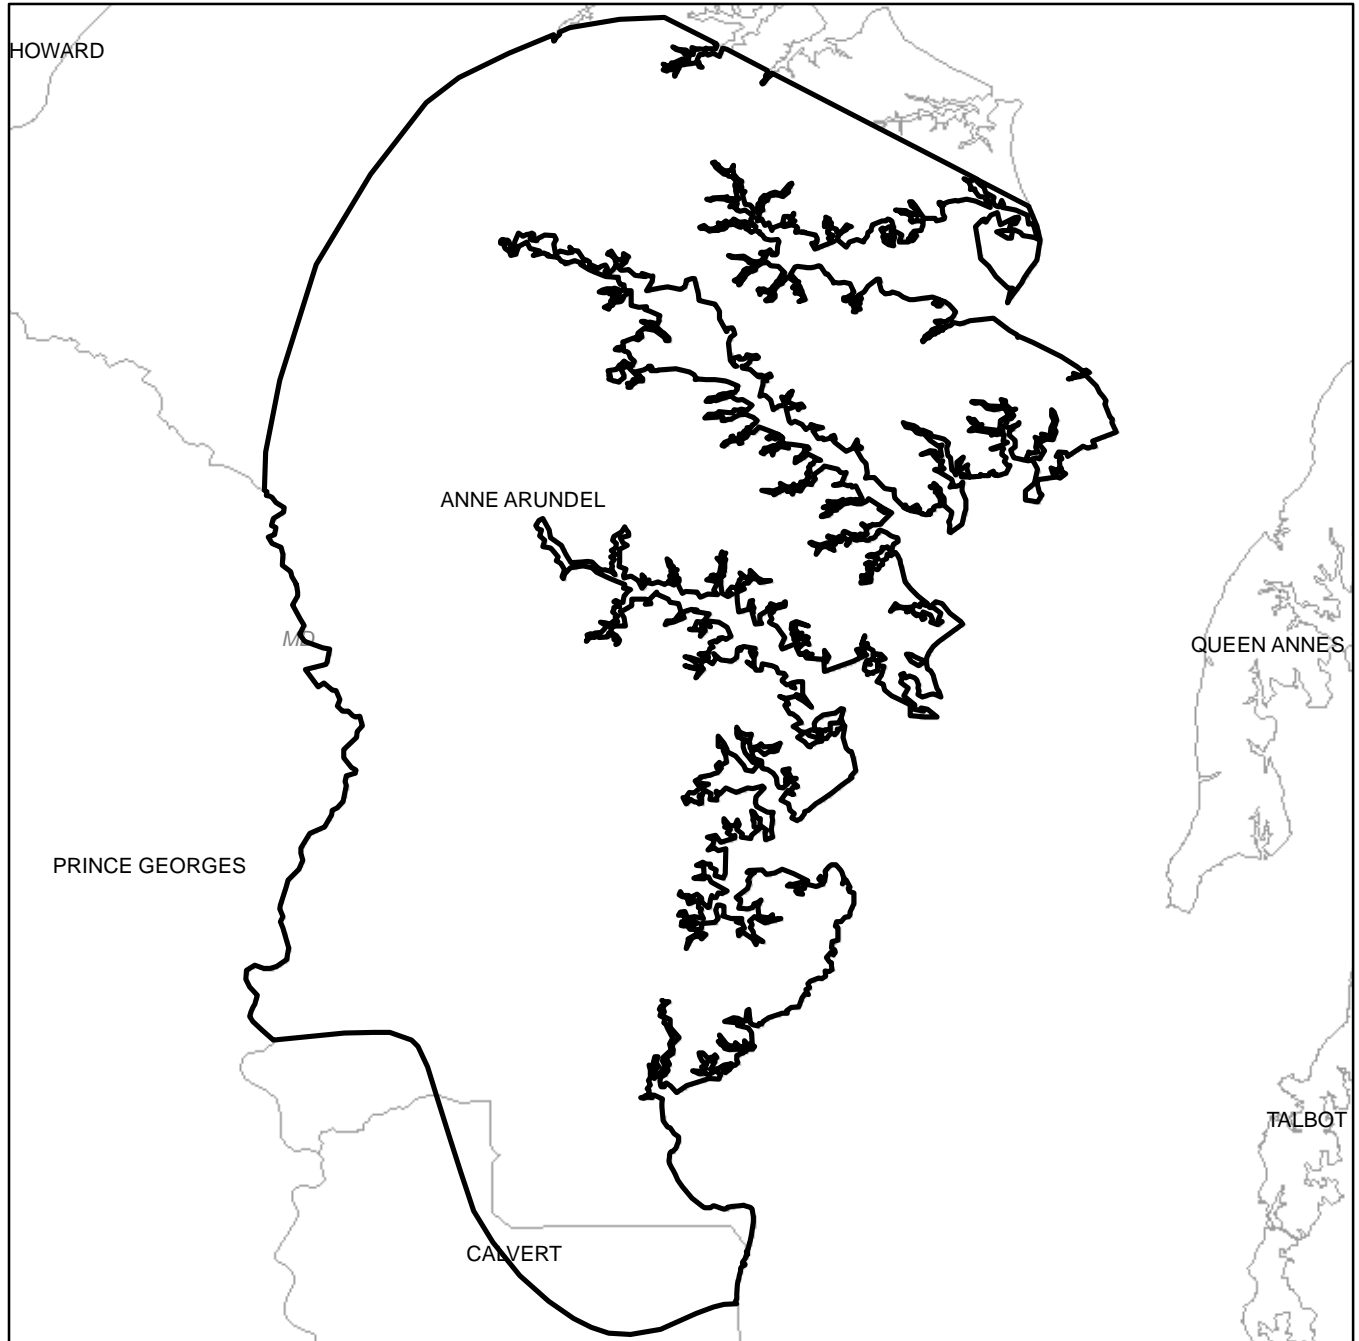 HOWARD
ANNE ARUNDEL
MD
QUEEN ANNES
PRINCE GEORGES
TALBOT
CALVERT